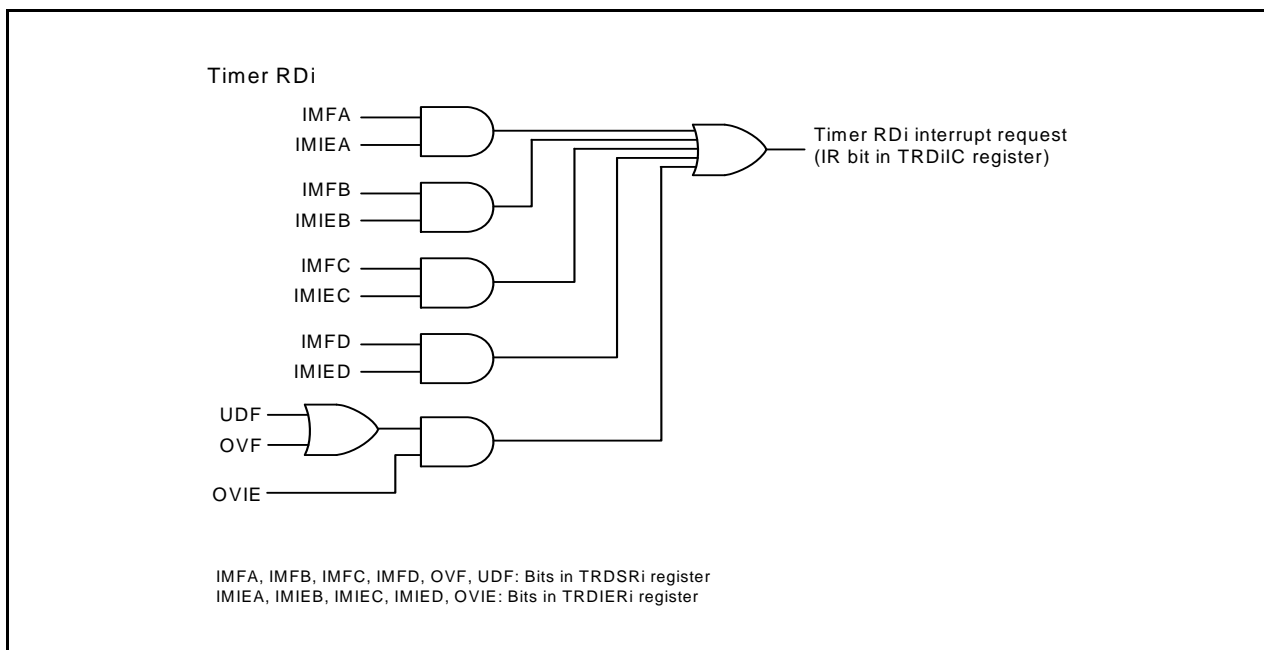 Timer RDi
IMFA
IMIEA
IMFB
IMIEB
IMFC
IMIEC
IMFD
IMIED
UDF
OVF
OVIE
Timer RDi interrupt request
(IR bit in TRDiIC register)
IMFA, IMFB, IMFC, IMFD, OVF, UDF: Bits in TRDSRi register
IMIEA, IMIEB, IMIEC, IMIED, OVIE: Bits in TRDIERi register